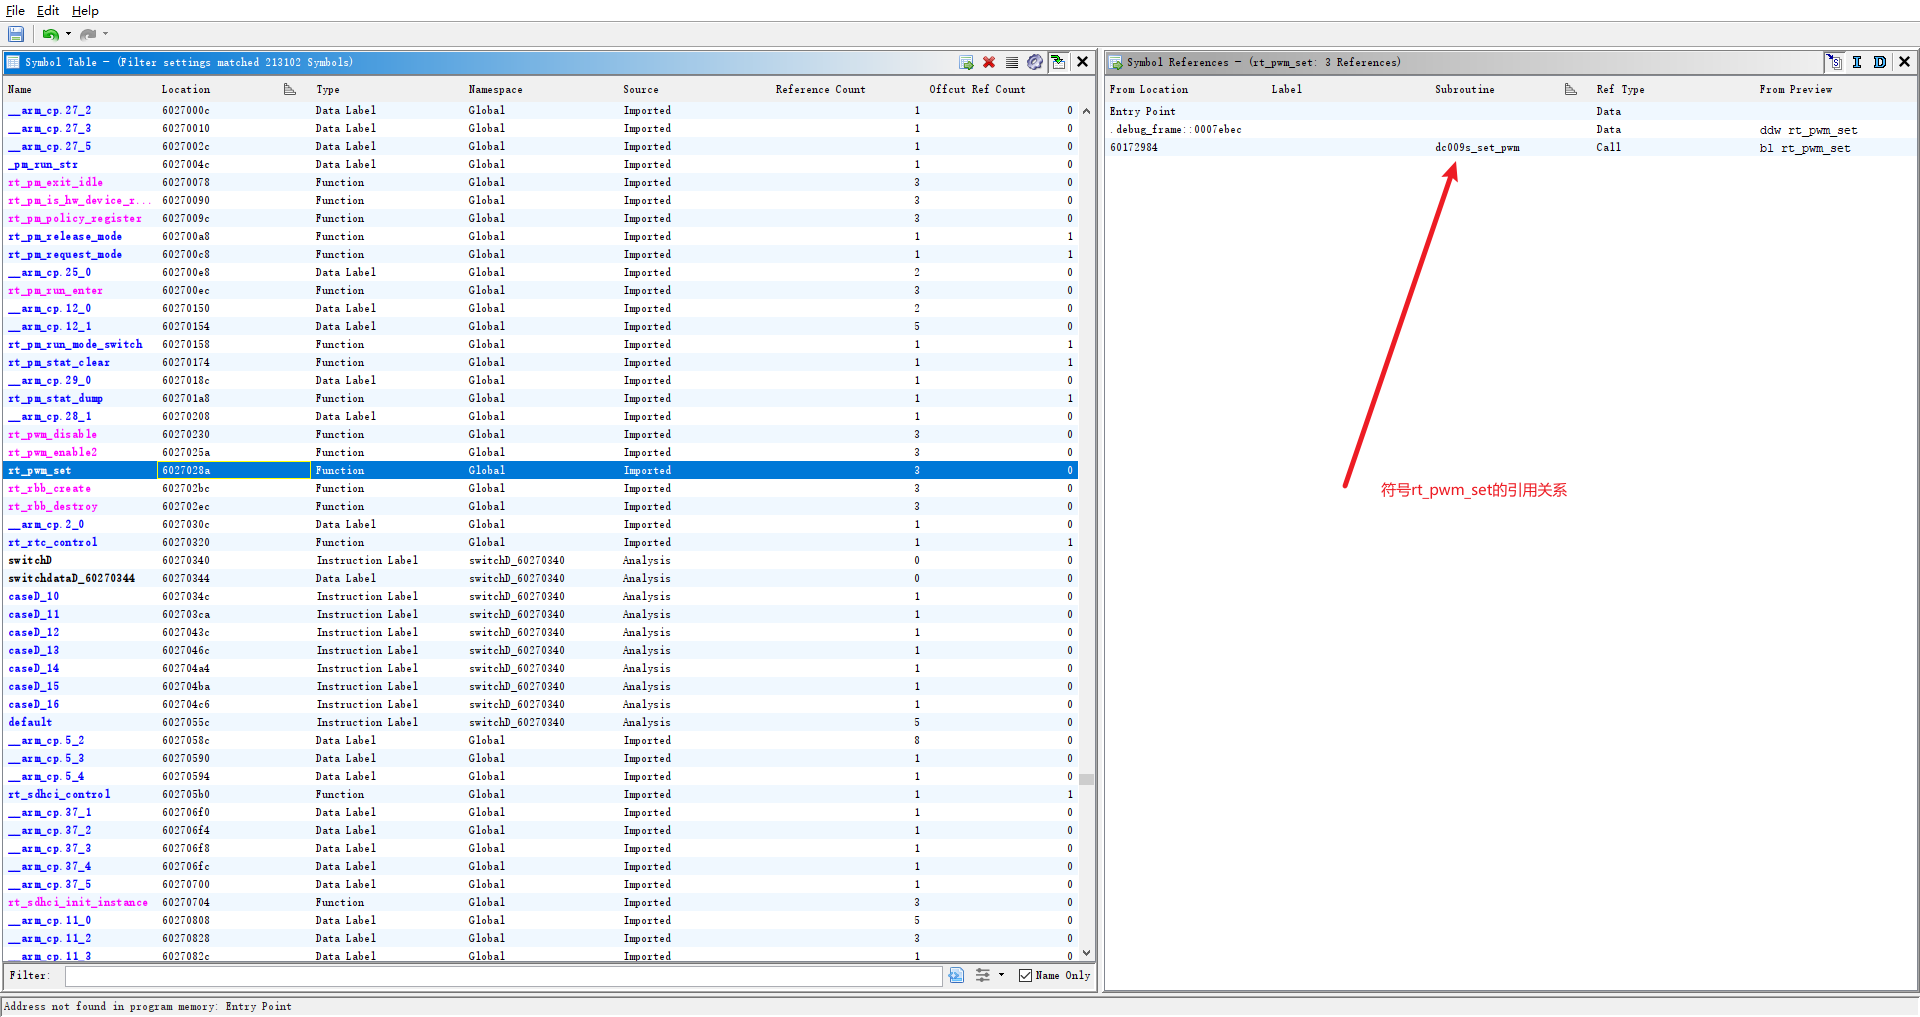 File Edit Help
Symbol Table - (Filter settings matched 213102 Symbols)
Name Location Type Namespace Source Reference Count Offcut Ref Count
__arm_cp.27_2 6027000c Data Label Global Imported 1 0
__arm_cp.27_3 60270010 Data Label Global Imported 1 0
__arm_cp.27_5 6027002c Data Label Global Imported 1 0
_pm_run_str 6027004c Data Label Global Imported 1 0
rt_pm_exit_idle 60270078 Function Global Imported 3 0
rt_pm_is_hw_device_r... 60270090 Function Global Imported 3 0
rt_pm_policy_register 6027009c Function Global Imported 3 0
rt_pm_release_mode 602700a8 Function Global Imported 1 1
rt_pm_request_mode 602700c8 Function Global Imported 1 1
__arm_cp.25_0 602700e8 Data Label Global Imported 2 0
rt_pm_run_enter 602700ec Function Global Imported 3 0
__arm_cp.12_0 60270150 Data Label Global Imported 2 0
__arm_cp.12_1 60270154 Data Label Global Imported 5 0
rt_pm_run_mode_switch 60270158 Function Global Imported 1 1
rt_pm_stat_clear 60270174 Function Global Imported 1 1
__arm_cp.29_0 6027018c Data Label Global Imported 1 0
rt_pm_stat_dump 602701a8 Function Global Imported 1 1
__arm_cp.28_1 60270208 Data Label Global Imported 1 0
rt_pwm_disable 60270230 Function Global Imported 3 0
rt_pwm_enable2 6027025a Function Global Imported 3 0
rt_pwm_set 6027028a Function Global Imported 3 0
rt_rbb_create 602702bc Function Global Imported 3 0
rt_rbb_destroy 602702ec Function Global Imported 3 0
__arm_cp.2_0 6027030c Data Label Global Imported 1 0
rt_rtc_control 60270320 Function Global Imported 1 1
switchD 60270340 Instruction Label switchD_60270340 Analysis 0 0
switchdataD_60270344 60270344 Data Label switchD_60270340 Analysis 0 0
caseD_10 6027034c Instruction Label switchD_60270340 Analysis 1 0
caseD_11 602703ca Instruction Label switchD_60270340 Analysis 1 0
caseD_12 6027043c Instruction Label switchD_60270340 Analysis 1 0
caseD_13 6027046c Instruction Label switchD_60270340 Analysis 1 0
caseD_14 602704a4 Instruction Label switchD_60270340 Analysis 1 0
caseD_15 602704ba Instruction Label switchD_60270340 Analysis 1 0
caseD_16 602704c6 Instruction Label switchD_60270340 Analysis 1 0
default 6027055c Instruction Label switchD_60270340 Analysis 5 0
__arm_cp.5_2 6027058c Data Label Global Imported 8 0
__arm_cp.5_3 60270590 Data Label Global Imported 1 0
__arm_cp.5_4 60270594 Data Label Global Imported 1 0
rt_sdhci_control 602705b0 Function Global Imported 1 1
__arm_cp.37_1 602706f0 Data Label Global Imported 1 0
__arm_cp.37_2 602706f4 Data Label Global Imported 1 0
__arm_cp.37_3 602706f8 Data Label Global Imported 1 0
__arm_cp.37_4 602706fc Data Label Global Imported 1 0
__arm_cp.37_5 60270700 Data Label Global Imported 1 0
rt_sdhci_init_instance 60270704 Function Global Imported 3 0
__arm_cp.11_0 60270808 Data Label Global Imported 5 0
__arm_cp.11_2 60270828 Data Label Global Imported 3 0
__arm_cp.11_3 6027082c Data Label Global Imported 1 0
Filter: Name Only
Symbol References - (rt_pwm_set: 3 References)
I D
From Location Label Subroutine Ref Type From Preview
Entry Point Data
.debug_frame::0007ebec Data ddw rt_pwm_set
60172984 dc009s_set_pwm Call bl rt_pwm_set
符号rt_pwm_set的引用关系
Address not found in program memory: Entry Point